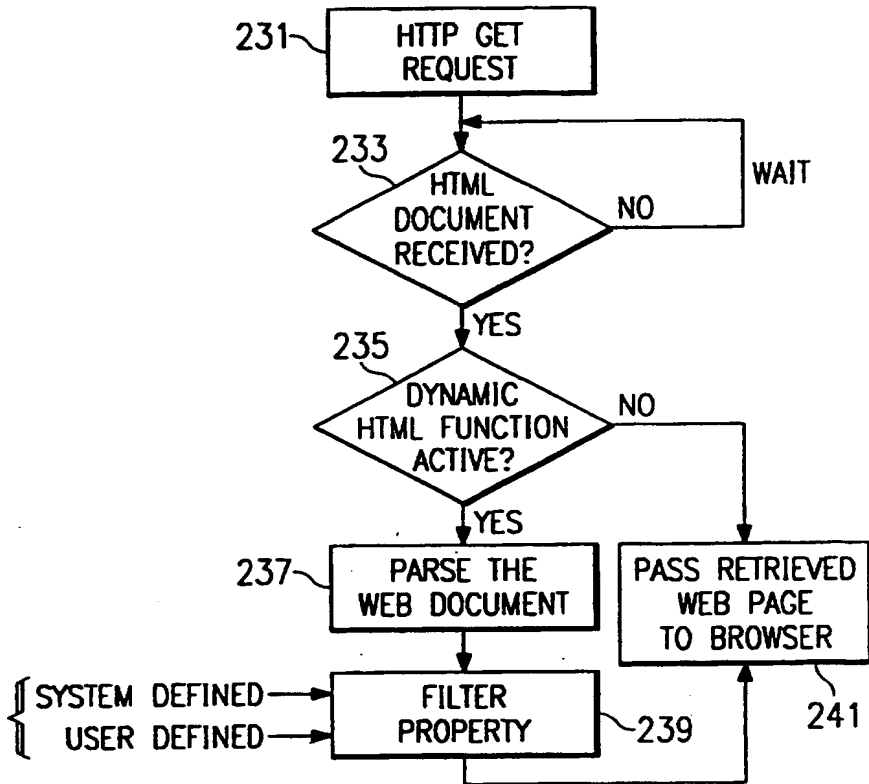 231
HTTP GET
REQUEST
233
HTML
DOCUMENT
RECEIVED?
NO
WAIT
YES
235
DYNAMIC
HTML FUNCTION
ACTIVE?
NO
YES
237
PARSE THE
WEB DOCUMENT
PASS RETRIEVED
WEB PAGE
TO BROWSER
241
SYSTEM DEFINED
USER DEFINED
FILTER
PROPERTY
239